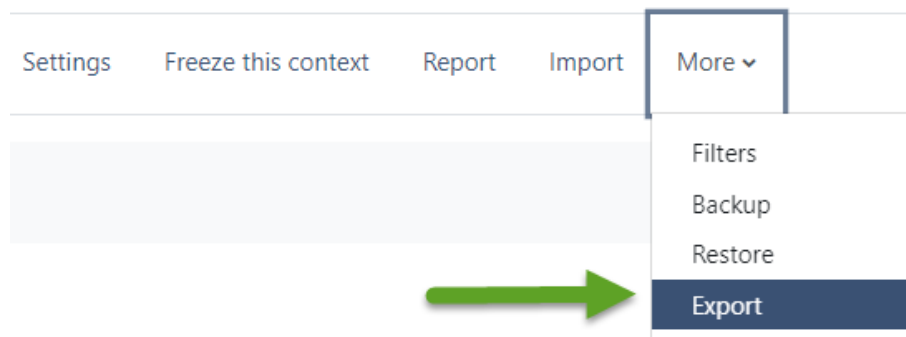 Settings Freeze this context Report Import More
Filters
Backup
Restore
Export